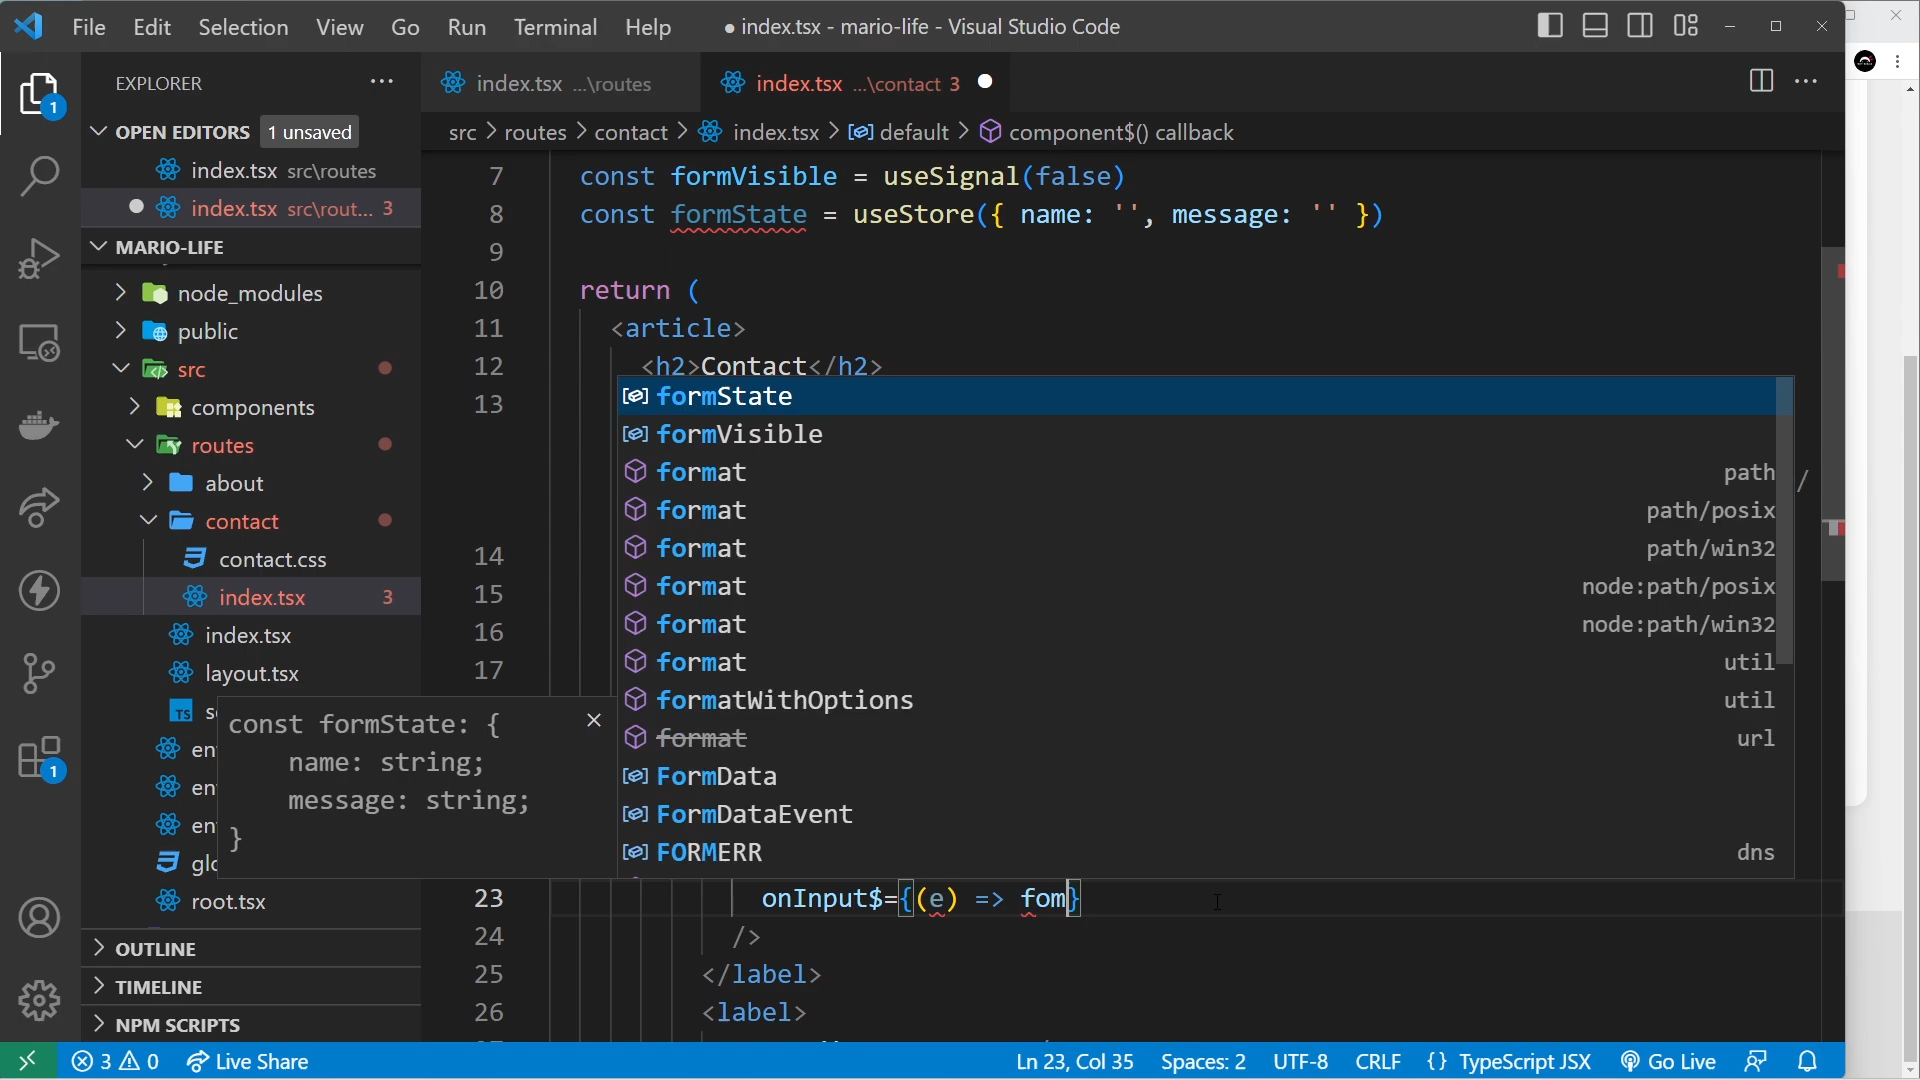 File Edit Selection View Go Run Terminal Help
● index.tsx - mario-life - Visual Studio Code
EXPLORER
OPEN EDITORS 1 unsaved
index.tsx src\routes
index.tsx src\rout... 3
MARIO-LIFE
node_modules
public
src
components
routes
about
contact
contact.css
index.tsx 3
index.tsx
layout.tsx
root.tsx
OUTLINE
TIMELINE
NPM SCRIPTS
1
1
index.tsx ...\routes
index.tsx ...\contact 3
src > routes > contact > index.tsx > default > component$() callback
7 const formVisible = useSignal(false)
8 const formState = useStore({ name: '', message: '' })
9
10 return (
11 <article>
12 <h2>Contact</h2>
13
14
15
16
17
formState
formVisible
format path
format path/posix
format path/win32
format node:path/posix
format node:path/win32
format util
formatWithOptions util
format url
FormData
FormDataEvent
FORMERR dns
const formState: {
name: string;
message: string;
}
23 onInput$={(e) => fom}
24 />
25 </label>
26 <label>
3 0 Live Share
Ln 23, Col 35 Spaces: 2 UTF-8 CRLF {} TypeScript JSX Go Live